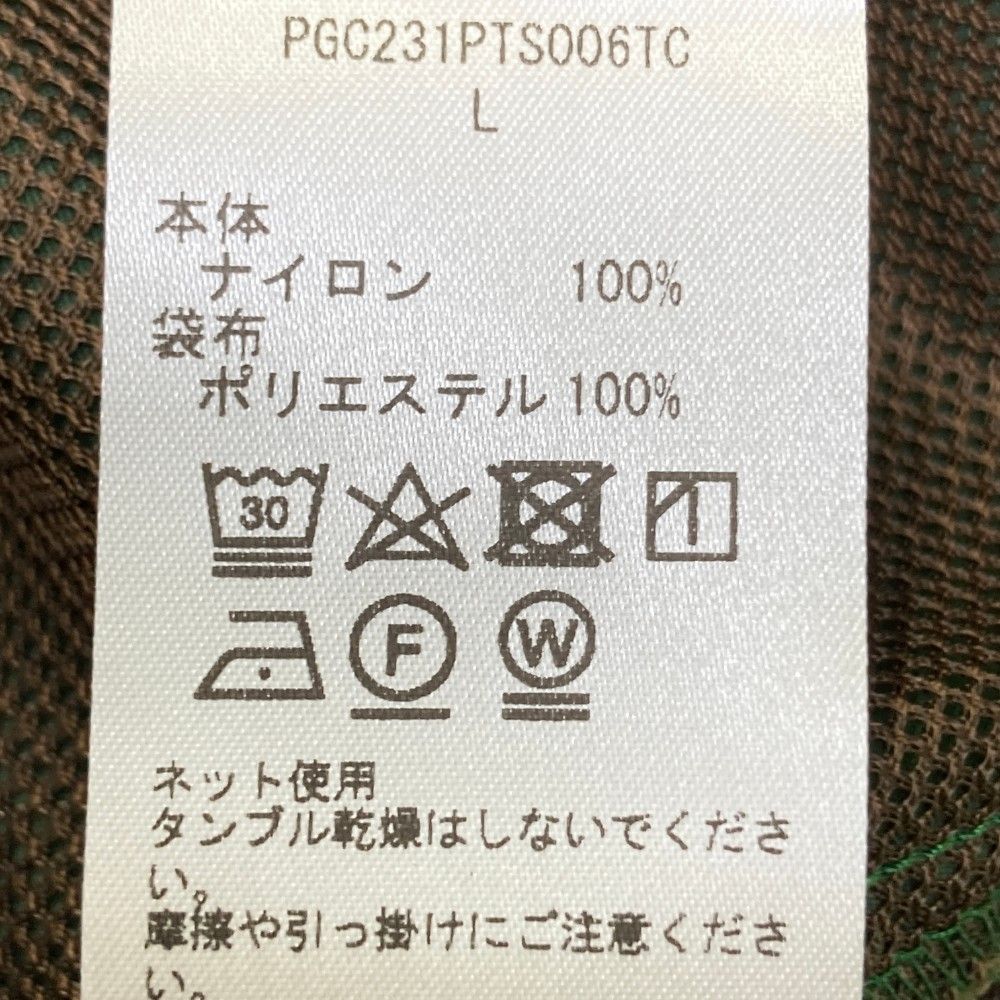 PGC231PTS006TC
L
本体
ナイロン 100%
袋布
ポリエステル 100%
30
F
W
ネット使用
タンブル乾燥はしないでくださ
い。
摩擦や引っ掛けにご注意くださ
い。